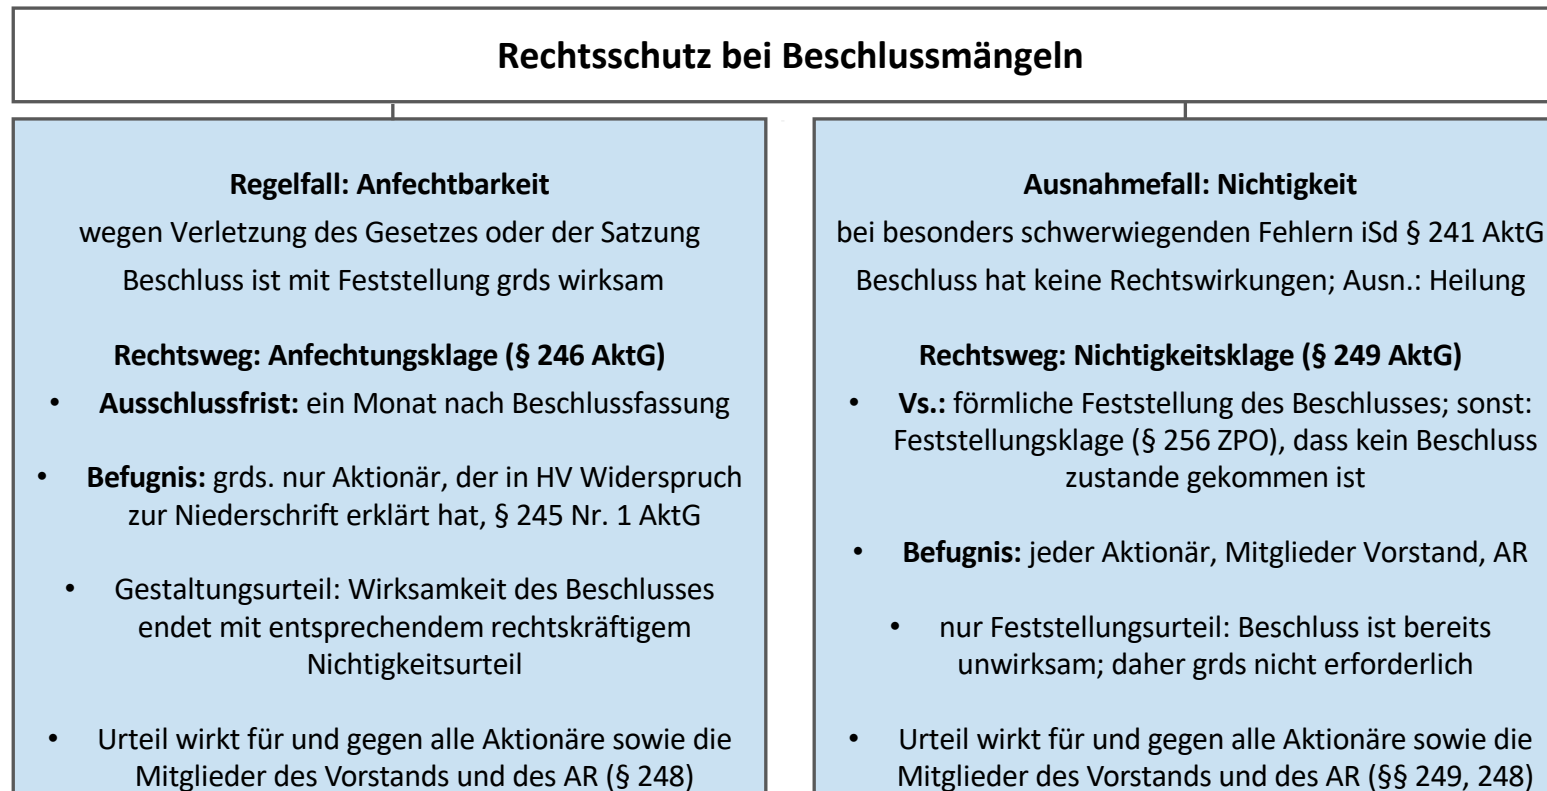 Rechtsschutz bei Beschlussmängeln
Regelfall: Anfechtbarkeit
wegen Verletzung des Gesetzes oder der Satzung
Beschluss ist mit Feststellung grds wirksam
Rechtsweg: Anfechtungsklage (§ 246 AktG)
• Ausschlussfrist: ein Monat nach Beschlussfassung
• Befugnis: grds. nur Aktionär, der in HV Widerspruch
zur Niederschrift erklärt hat, § 245 Nr. 1 AktG
• Gestaltungsurteil: Wirksamkeit des Beschlusses
endet mit entsprechendem rechtskräftigem
Nichtigkeitsurteil
• Urteil wirkt für und gegen alle Aktionäre sowie die
Mitglieder des Vorstands und des AR (§ 248)
Ausnahmefall: Nichtigkeit
bei besonders schwerwiegenden Fehlern iSd § 241 AktG
Beschluss hat keine Rechtswirkungen; Ausn.: Heilung
Rechtsweg: Nichtigkeitsklage (§ 249 AktG)
• Vs.: förmliche Feststellung des Beschlusses; sonst:
Feststellungsklage (§ 256 ZPO), dass kein Beschluss
zustande gekommen ist
• Befugnis: jeder Aktionär, Mitglieder Vorstand, AR
• nur Feststellungsurteil: Beschluss ist bereits
unwirksam; daher grds nicht erforderlich
• Urteil wirkt für und gegen alle Aktionäre sowie die
Mitglieder des Vorstands und des AR (§§ 249, 248)